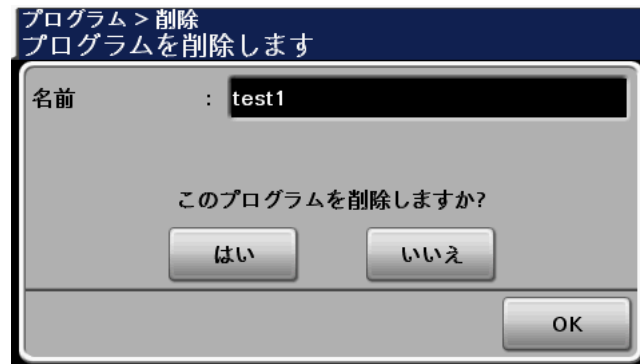 プログラム > 削除
プログラムを削除します
名前 : test1
このプログラムを削除しますか?
はい いいえ
OK